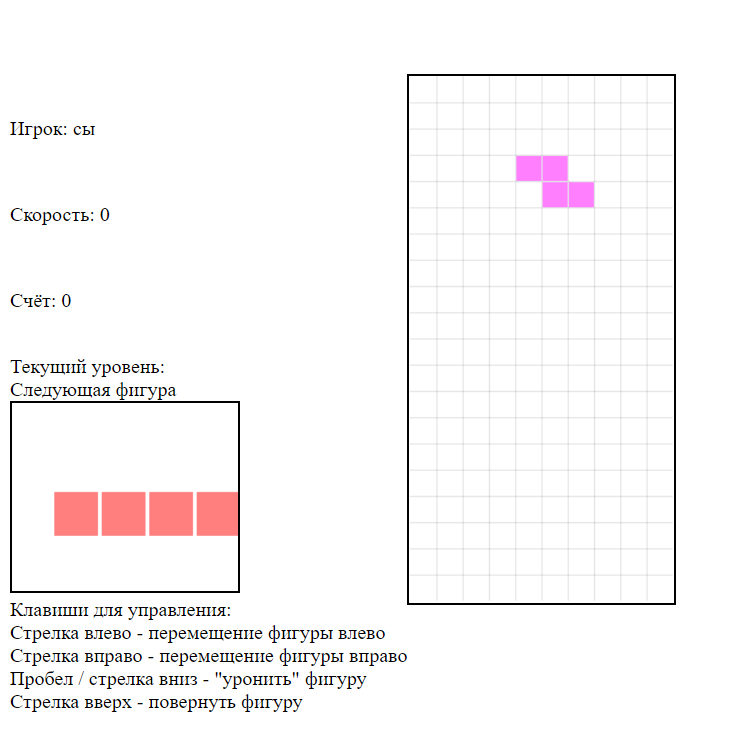 Игрок: сы
Скорость: 0
Счёт: 0
Текущий уровень:
Следующая фигура
Клавиши для управления:
Стрелка влево - перемещение фигуры влево
Стрелка вправо - перемещение фигуры вправо
Пробел / стрелка вниз - "уронить" фигуру
Стрелка вверх - повернуть фигуру